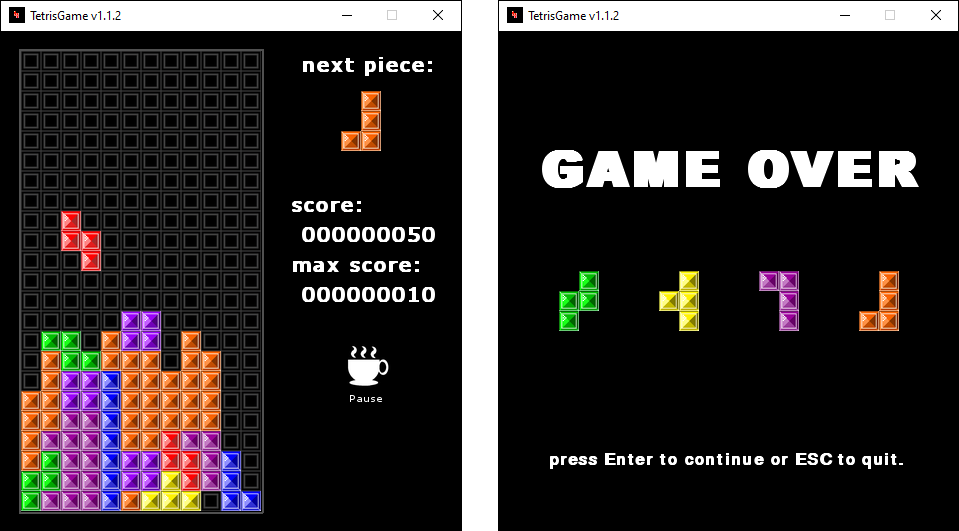 TetrisGame v1.1.2
next piece:
score:
000000050
max score:
000000010
Pause
TetrisGame v1.1.2
GAME OVER
press Enter to continue or ESC to quit.